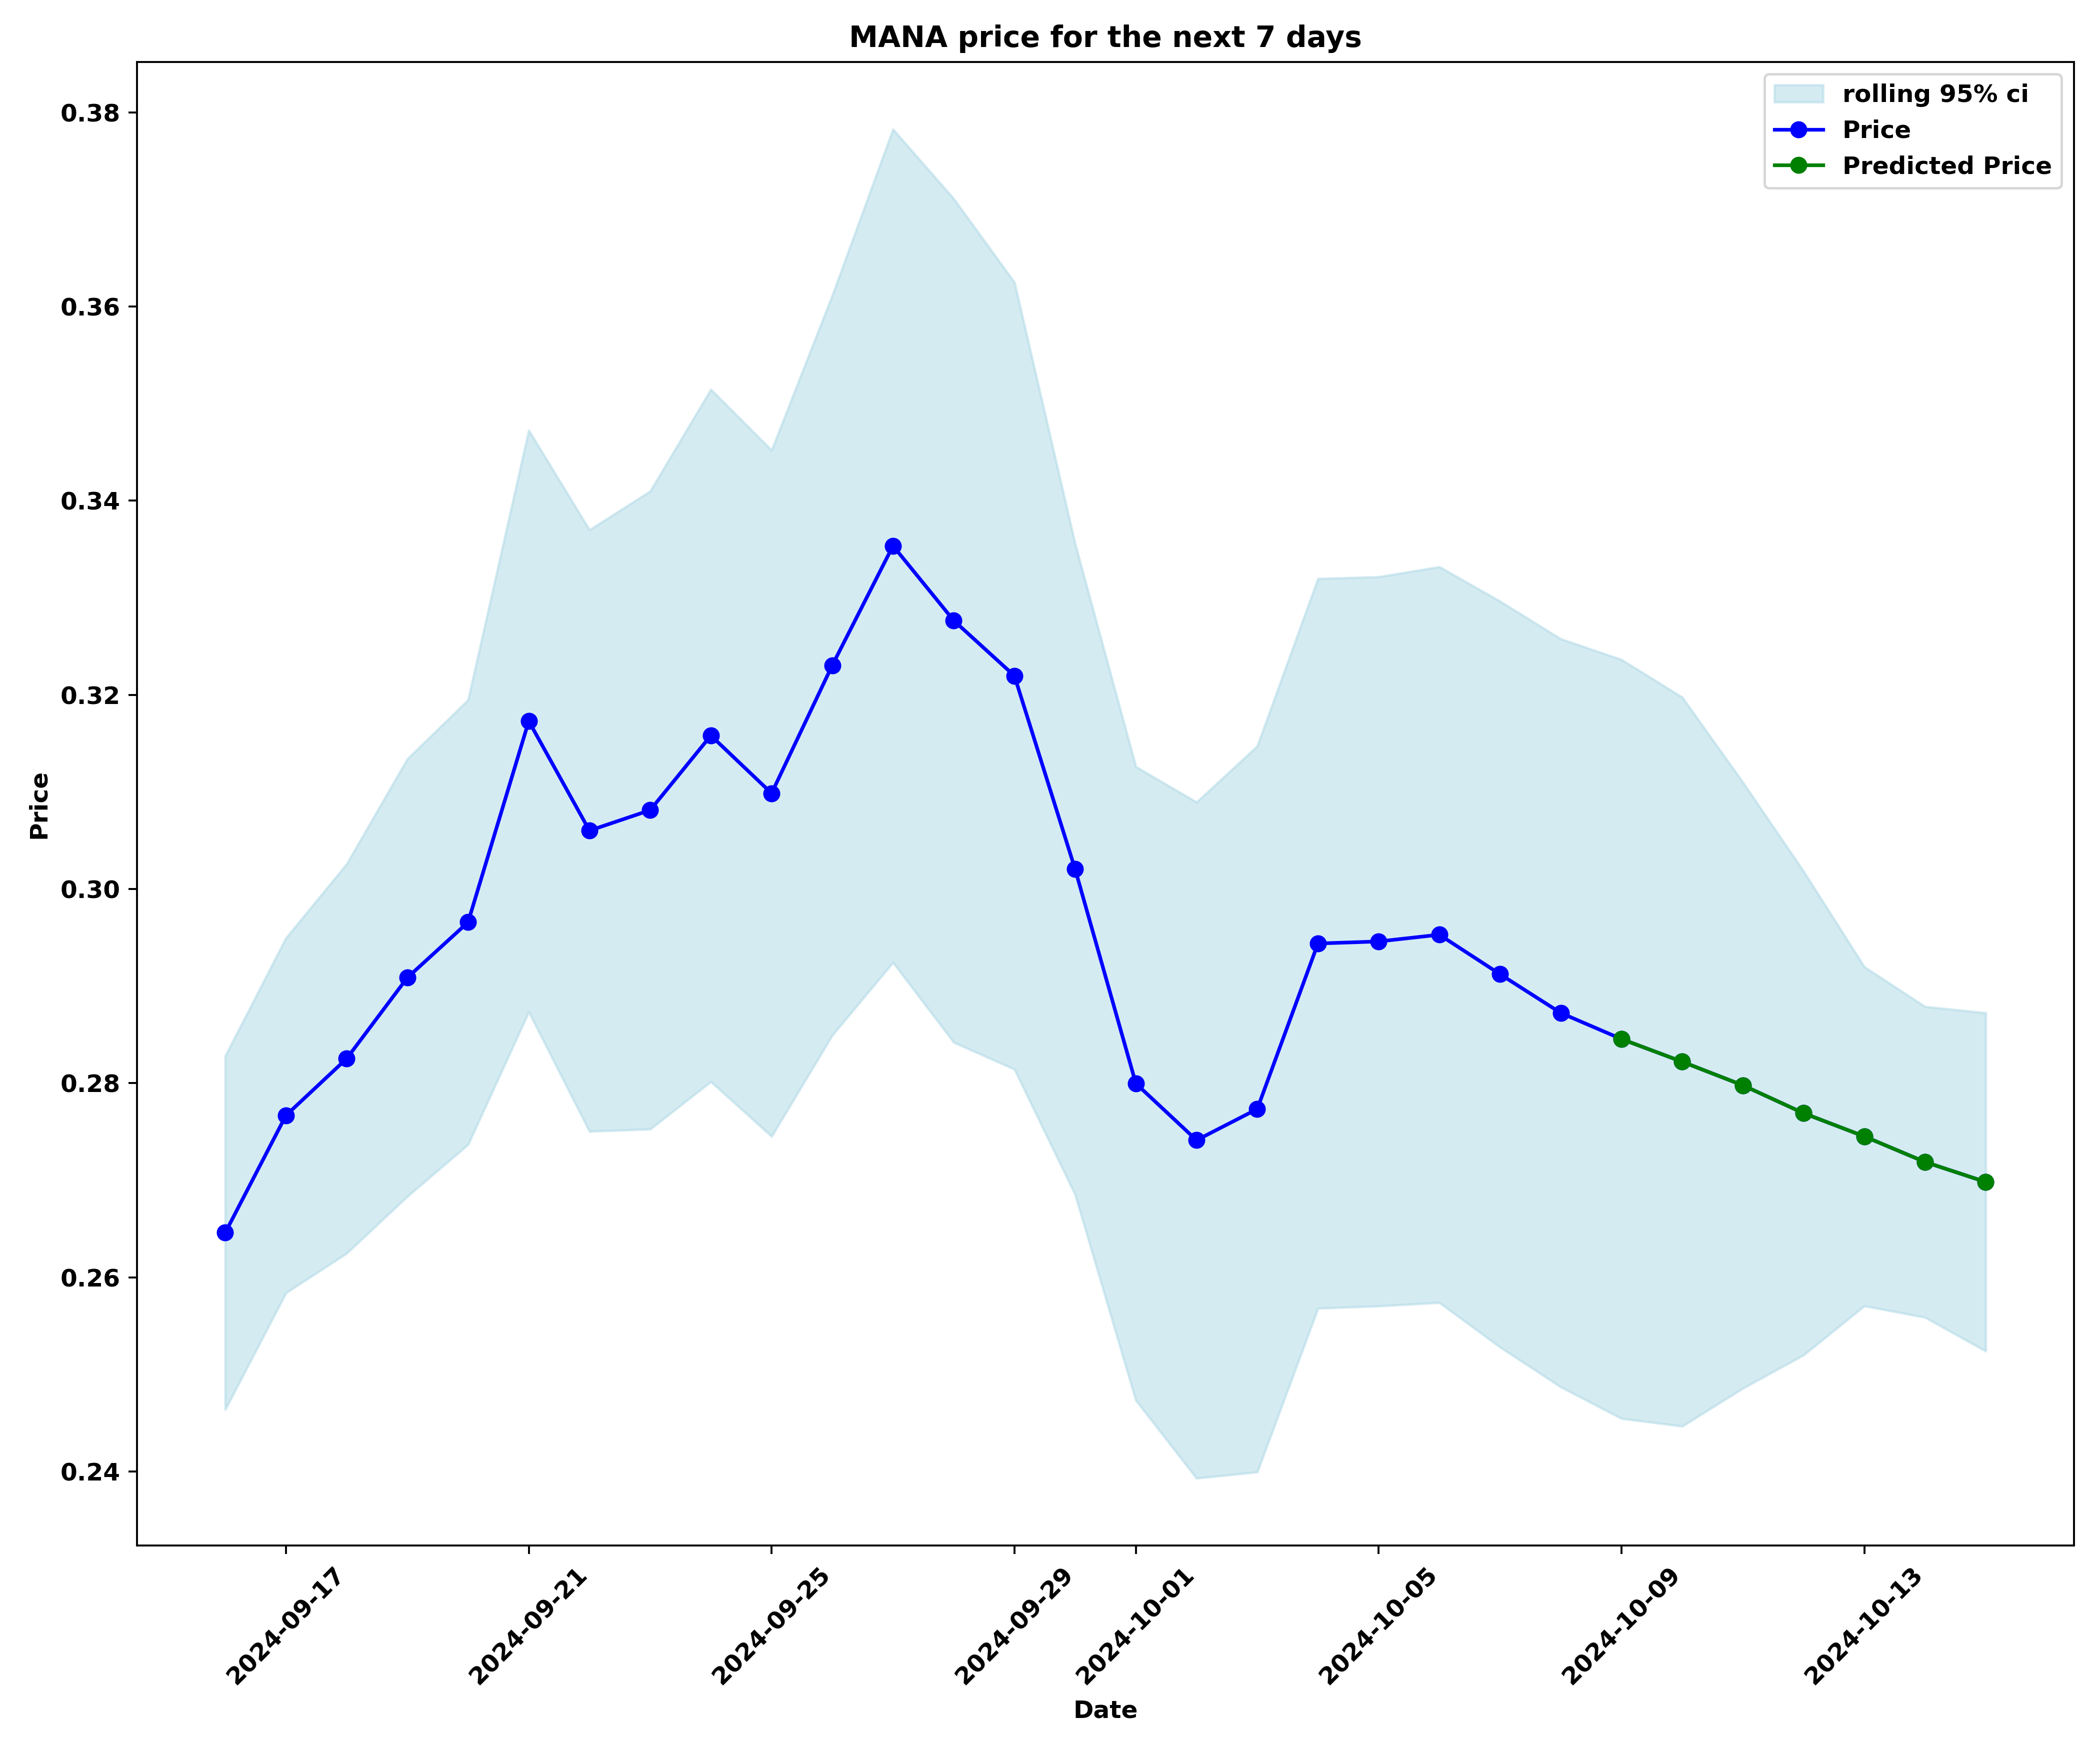 MANA price for the next 7 days
rolling 95% ci
Price
Predicted Price
0.38
0.36
0.34
0.32
0.30
0.28
0.26
0.24
Price
2024-09-17
2024-09-21
2024-09-25
2024-09-29
2024-10-01
2024-10-05
2024-10-09
2024-10-13
Date